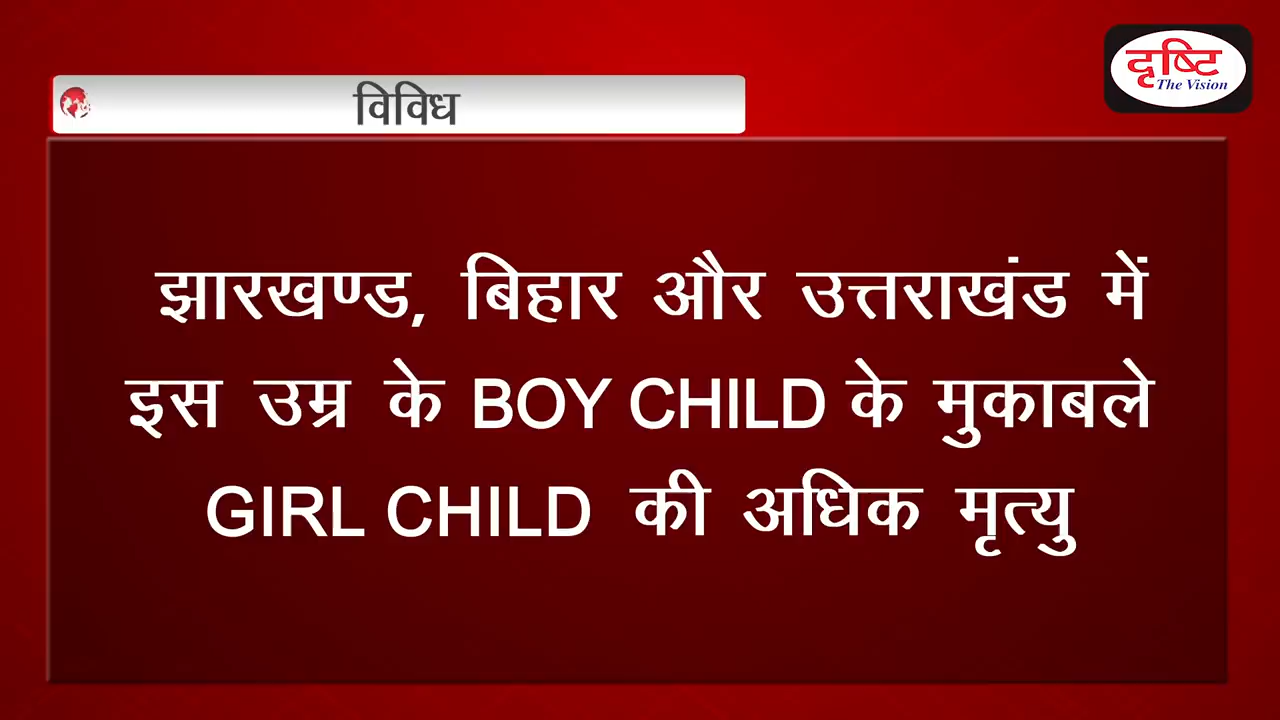 दृष्टि
The Vision
विविध
झारखण्ड, बिहार और उत्तराखंड में
इस उम्र के BOY CHILD के मुकाबले
GIRL CHILD की अधिक मृत्यु